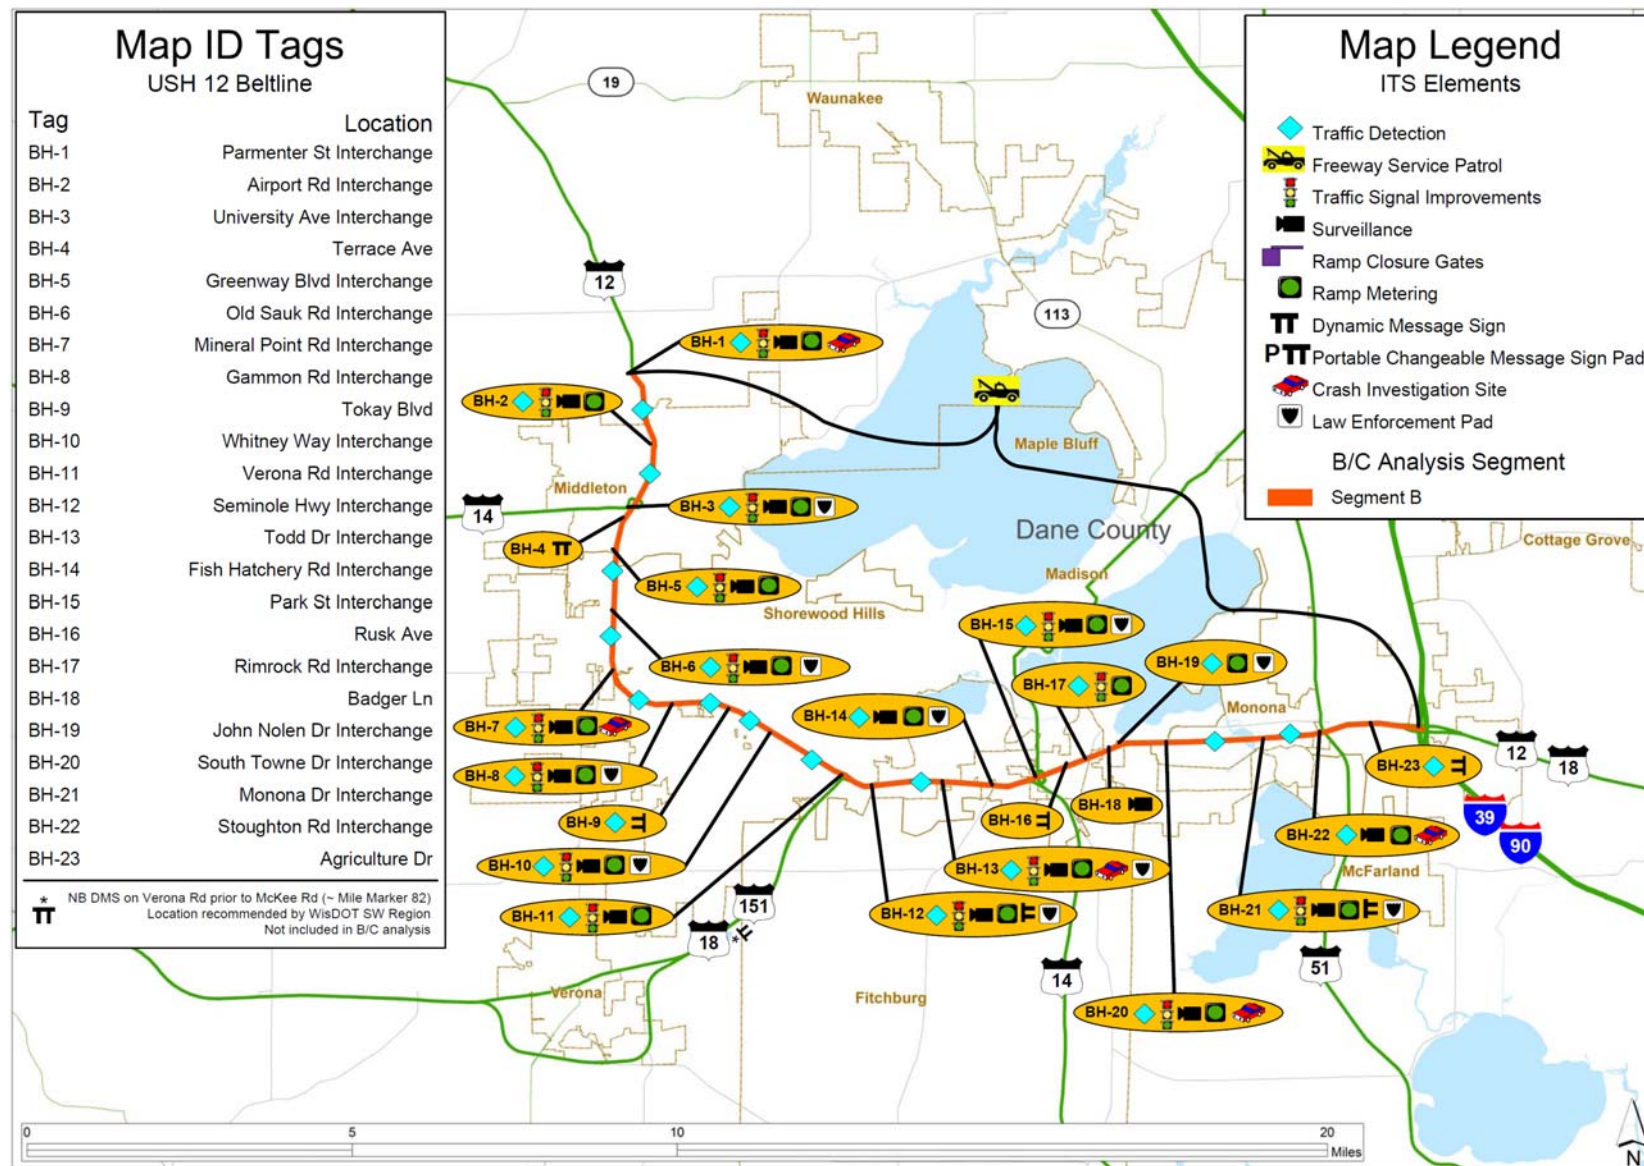 Map ID Tags
USH 12 Beltline
Tag Location
BH-1 Parmenter St Interchange
BH-2 Airport Rd Interchange
BH-3 University Ave Interchange
BH-4 Terrace Ave
BH-5 Greenway Blvd Interchange
BH-6 Old Sauk Rd Interchange
BH-7 Mineral Point Rd Interchange
BH-8 Gammon Rd Interchange
BH-9 Tokay Blvd
BH-10 Whitney Way Interchange
BH-11 Verona Rd Interchange
BH-12 Seminole Hwy Interchange
BH-13 Todd Dr Interchange
BH-14 Fish Hatchery Rd Interchange
BH-15 Park St Interchange
BH-16 Rusk Ave
BH-17 Rimrock Rd Interchange
BH-18 Badger Ln
BH-19 John Nolen Dr Interchange
BH-20 South Towne Dr Interchange
BH-21 Monona Dr Interchange
BH-22 Stoughton Rd Interchange
BH-23 Agriculture Dr
* NB DMS on Verona Rd prior to McKee Rd (~ Mile Marker 82)
Location recommended by WisDOT SW Region
Not included in B/C analysis
Map Legend
ITS Elements
Traffic Detection
Freeway Service Patrol
Traffic Signal Improvements
Surveillance
Ramp Closure Gates
Ramp Metering
Dynamic Message Sign
P Portable Changeable Message Sign Pad
Crash Investigation Site
Law Enforcement Pad
B/C Analysis Segment
Segment B
19
Waunakee
12
113
BH-1
BH-2
Maple Bluff
Middleton
14
BH-3
Dane County
Cottage Grove
BH-4
Madison
BH-5
Shorewood Hills
BH-15
BH-6
BH-19
BH-17
Monona
BH-14
BH-7
12
18
BH-23
BH-8
BH-18
39
BH-9
BH-16
BH-22
90
BH-10
BH-13
McFarland
151
BH-11
BH-12
BH-21
18
*
51
14
Verona
Fitchburg
BH-20
0 5 10 20
Miles
N